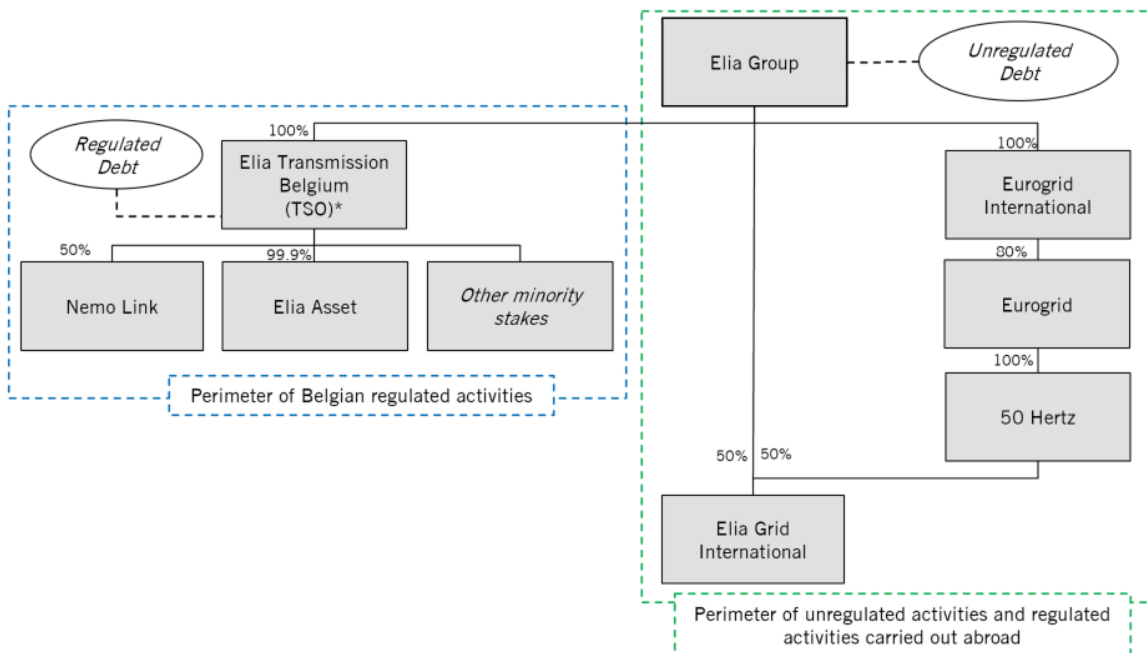 Elia Group
Unregulated
Debt
100%
Regulated
Debt
Elia Transmission
Belgium
(TSO)*
100%
Eurogrid
International
50%
99.9%
80%
Nemo Link
Elia Asset
Other minority
stakes
Eurogrid
100%
Perimeter of Belgian regulated activities
50 Hertz
50%
50%
Elia Grid
International
Perimeter of unregulated activities and regulated
activities carried out abroad